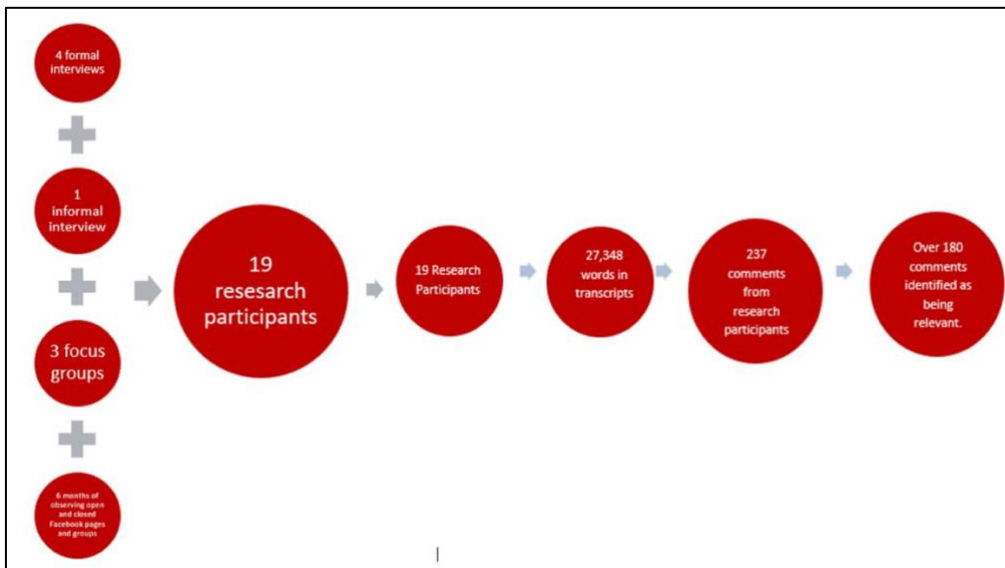 4 formal
interviews
1
informal
interview
3 focus
groups
6 months of
observing open
and closed
Facebook pages
and groups
19
resesarch
participants
19 Research
Participants
27,348
words in
transcripts
237
comments
from
research
participants
Over 180
comments
identified as
being
relevant.